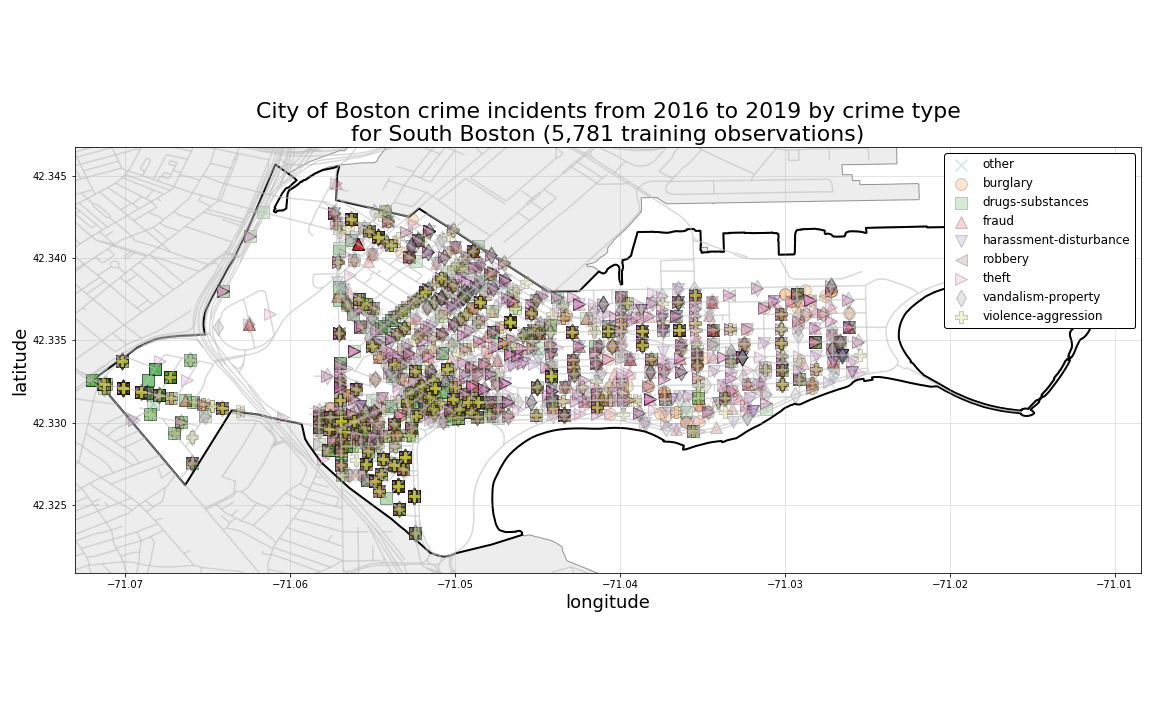 City of Boston crime incidents from 2016 to 2019 by crime type
for South Boston (5,781 training observations)
other
burglary
drugs-substances
fraud
harassment-disturbance
robbery
theft
vandalism-property
violence-aggression
latitude
42.345
42.340
42.335
42.330
42.325
−71.07
−71.06
−71.05
−71.04
−71.03
−71.02
−71.01
longitude